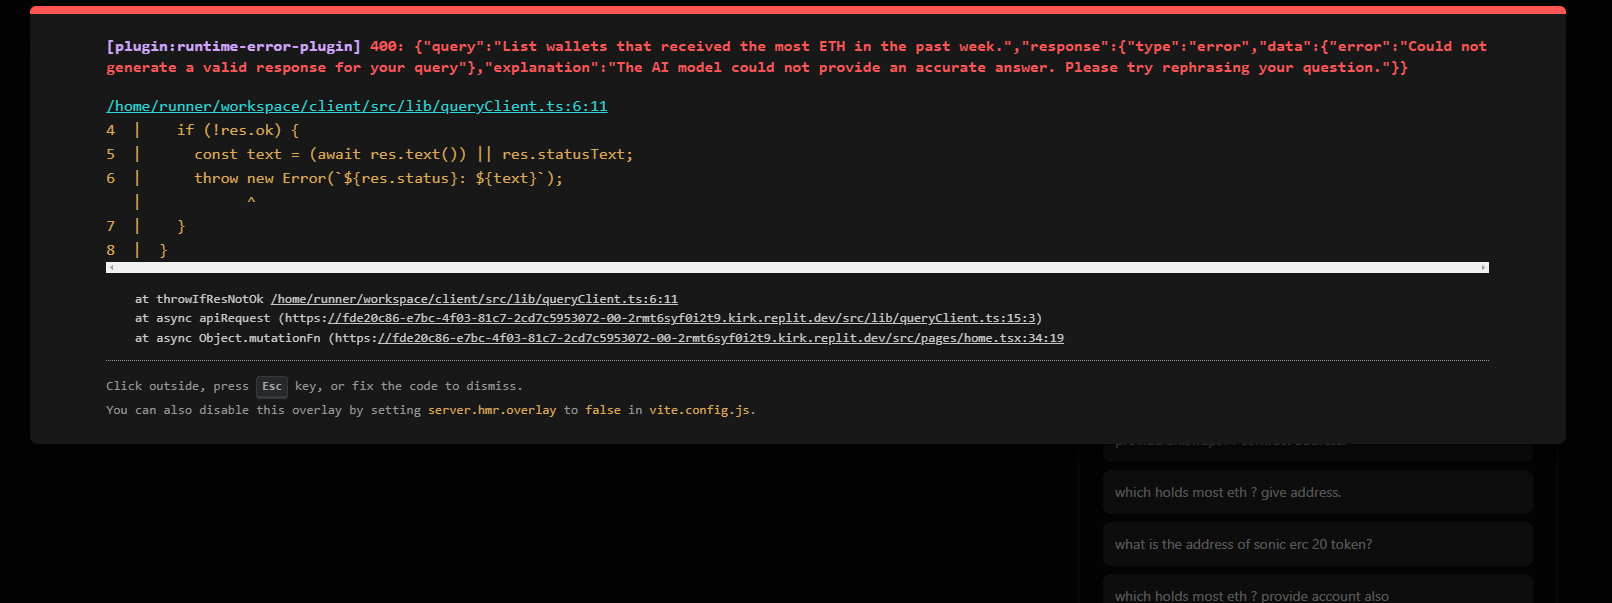 [plugin:runtime-error-plugin] 400: {"query":"List wallets that received the most ETH in the past week.","response":{"type":"error","data":{"error":"Could not
generate a valid response for your query"},"explanation":"The AI model could not provide an accurate answer. Please try rephrasing your question."}}
/home/runner/workspace/client/src/lib/queryClient.ts:6:11
4 | if (!res.ok) {
5 | const text = (await res.text()) || res.statusText;
6 | throw new Error(`${res.status}: ${text}`);
| ^
7 | }
8 | }
at throwIfResNotOk /home/runner/workspace/client/src/lib/queryClient.ts:6:11
at async apiRequest (https://fde20c86-e7bc-4f03-81c7-2cd7c5953072-00-2rmt6syf0i2t9.kirk.replit.dev/src/lib/queryClient.ts:15:3)
at async Object.mutationFn (https://fde20c86-e7bc-4f03-81c7-2cd7c5953072-00-2rmt6syf0i2t9.kirk.replit.dev/src/pages/home.tsx:34:19
Click outside, press Esc key, or fix the code to dismiss.
You can also disable this overlay by setting server.hmr.overlay to false in vite.config.js.
which holds most eth ? give address.
what is the address of sonic erc 20 token?
which holds most eth ? provide account also